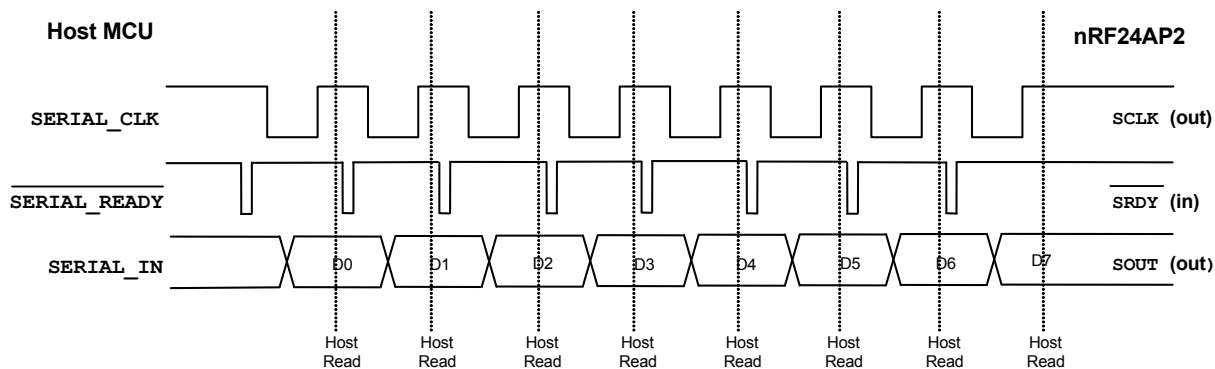 Host MCU
nRF24AP2
SERIAL_CLK
SCLK (out)
SERIAL_READY
SRDY (in)
SERIAL_IN
D0 D1 D2 D3 D4 D5 D6 D7
SOUT (out)
Host Read
Host Read
Host Read
Host Read
Host Read
Host Read
Host Read
Host Read